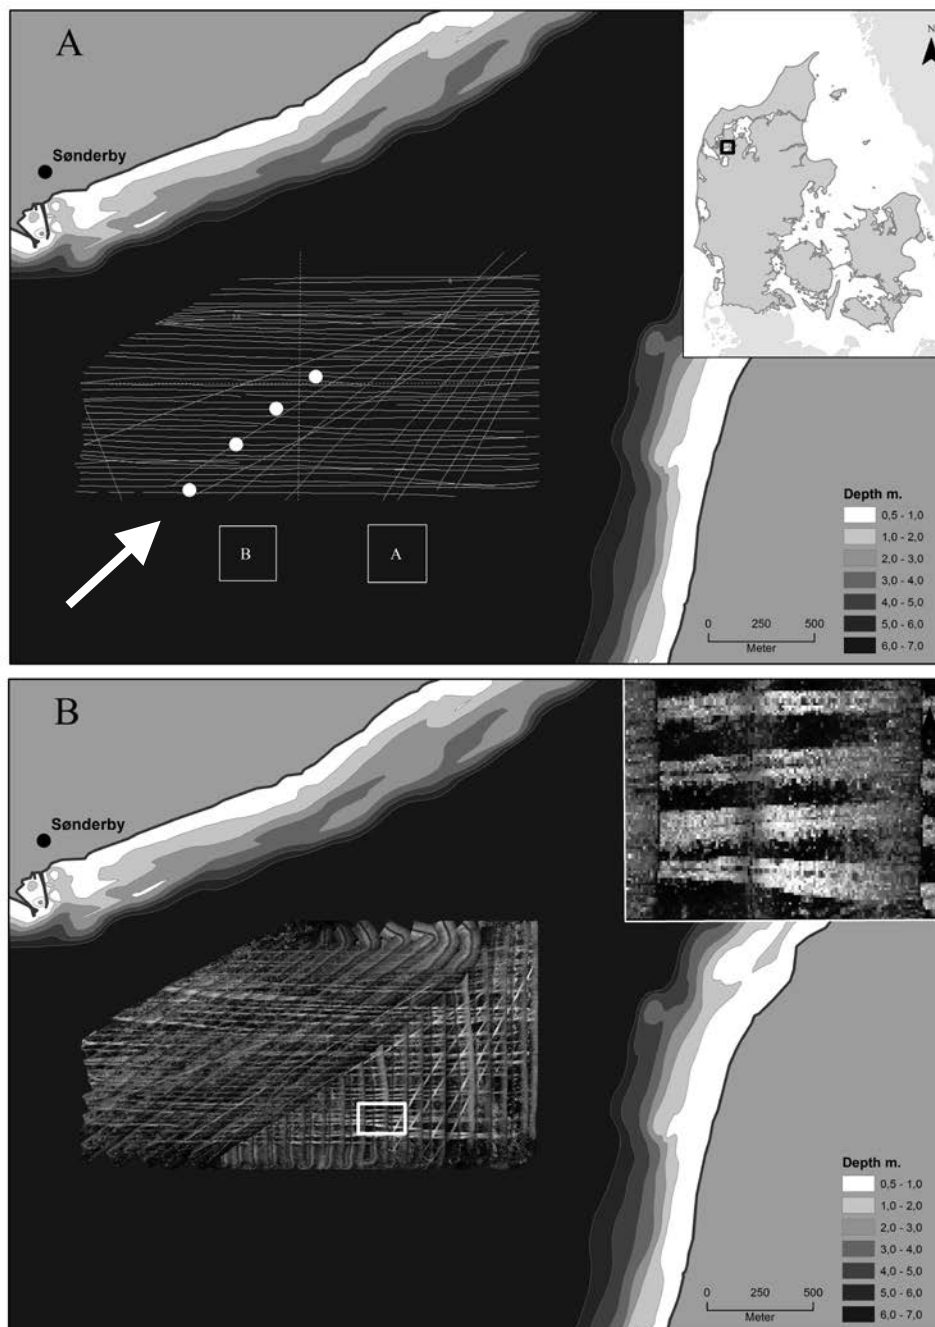 A
N
Sønderby
B
A
Depth m.
0,5 - 1,0
1,0 - 2,0
2,0 - 3,0
3,0 - 4,0
4,0 - 5,0
5,0 - 6,0
6,0 - 7,0
0 250 500
Meter
B
Sønderby
Depth m.
0,5 - 1,0
1,0 - 2,0
2,0 - 3,0
3,0 - 4,0
4,0 - 5,0
5,0 - 6,0
6,0 - 7,0
0 250 500
Meter